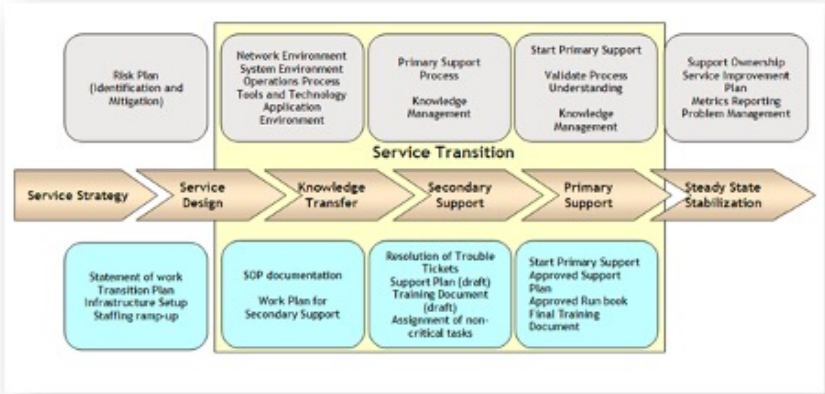 Risk Plan
(Identification and
Mitigation)
Network Environment
System Environment
Operations Process
Tools and Technology
Application
Environment
Primary Support
Process
Knowledge
Management
Start Primary Support
Validate Process
Understanding
Knowledge
Management
Support Ownership
Service Improvement
Plan
Metrics Reporting
Problem Management
Service Transition
Service Strategy
Service
Design
Knowledge
Transfer
Secondary
Support
Primary
Support
Steady State
Stabilization
Statement of work
Transition Plan
Infrastructure Setup
Staffing ramp-up
SOP documentation
Work Plan for
Secondary Support
Resolution of Trouble
Tickets
Support Plan (draft)
Training Document
(draft)
Assignment of non-
critical tasks
Start Primary Support
Approved Support
Plan
Approved Run book
Final Training
Document